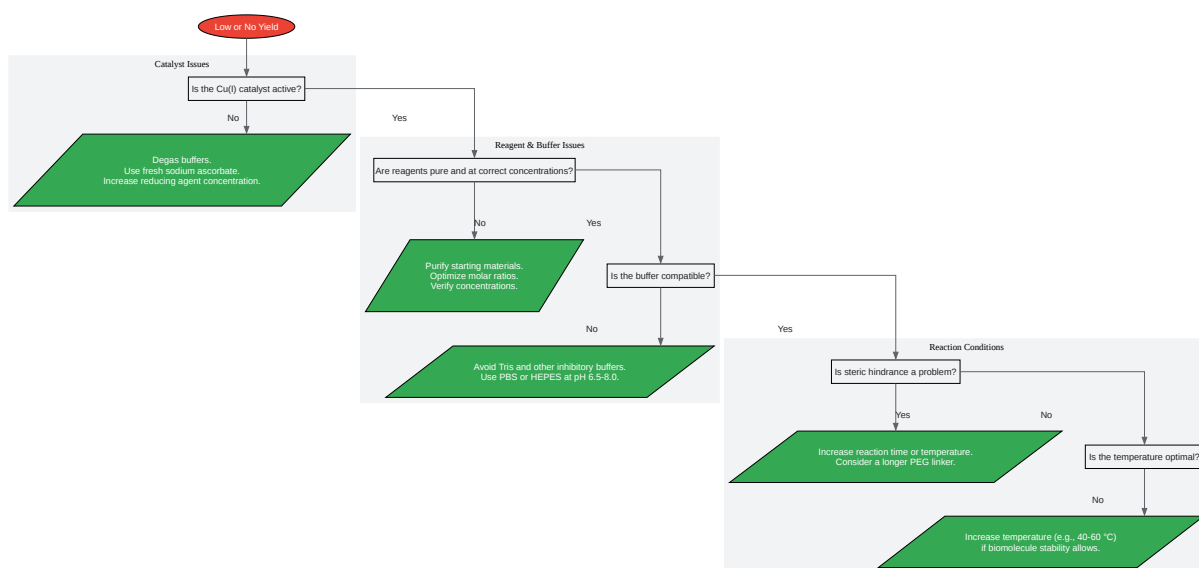 Low or No Yield
Catalyst Issues
Is the Cu(I) catalyst active?
No
Yes
Degas buffers.
Use fresh sodium ascorbate.
Increase reducing agent concentration.
Reagent & Buffer Issues
Are reagents pure and at correct concentrations?
No
Yes
Purify starting materials.
Optimize molar ratios.
Verify concentrations.
Is the buffer compatible?
No
Yes
Avoid Tris and other inhibitory buffers.
Use PBS or HEPES at pH 6.5-8.0.
Reaction Conditions
Is steric hindrance a problem?
Yes
No
Increase reaction time or temperature.
Consider a longer PEG linker.
Is the temperature optimal?
No
Increase temperature (e.g., 40-60 °C)
if biomolecule stability allows.